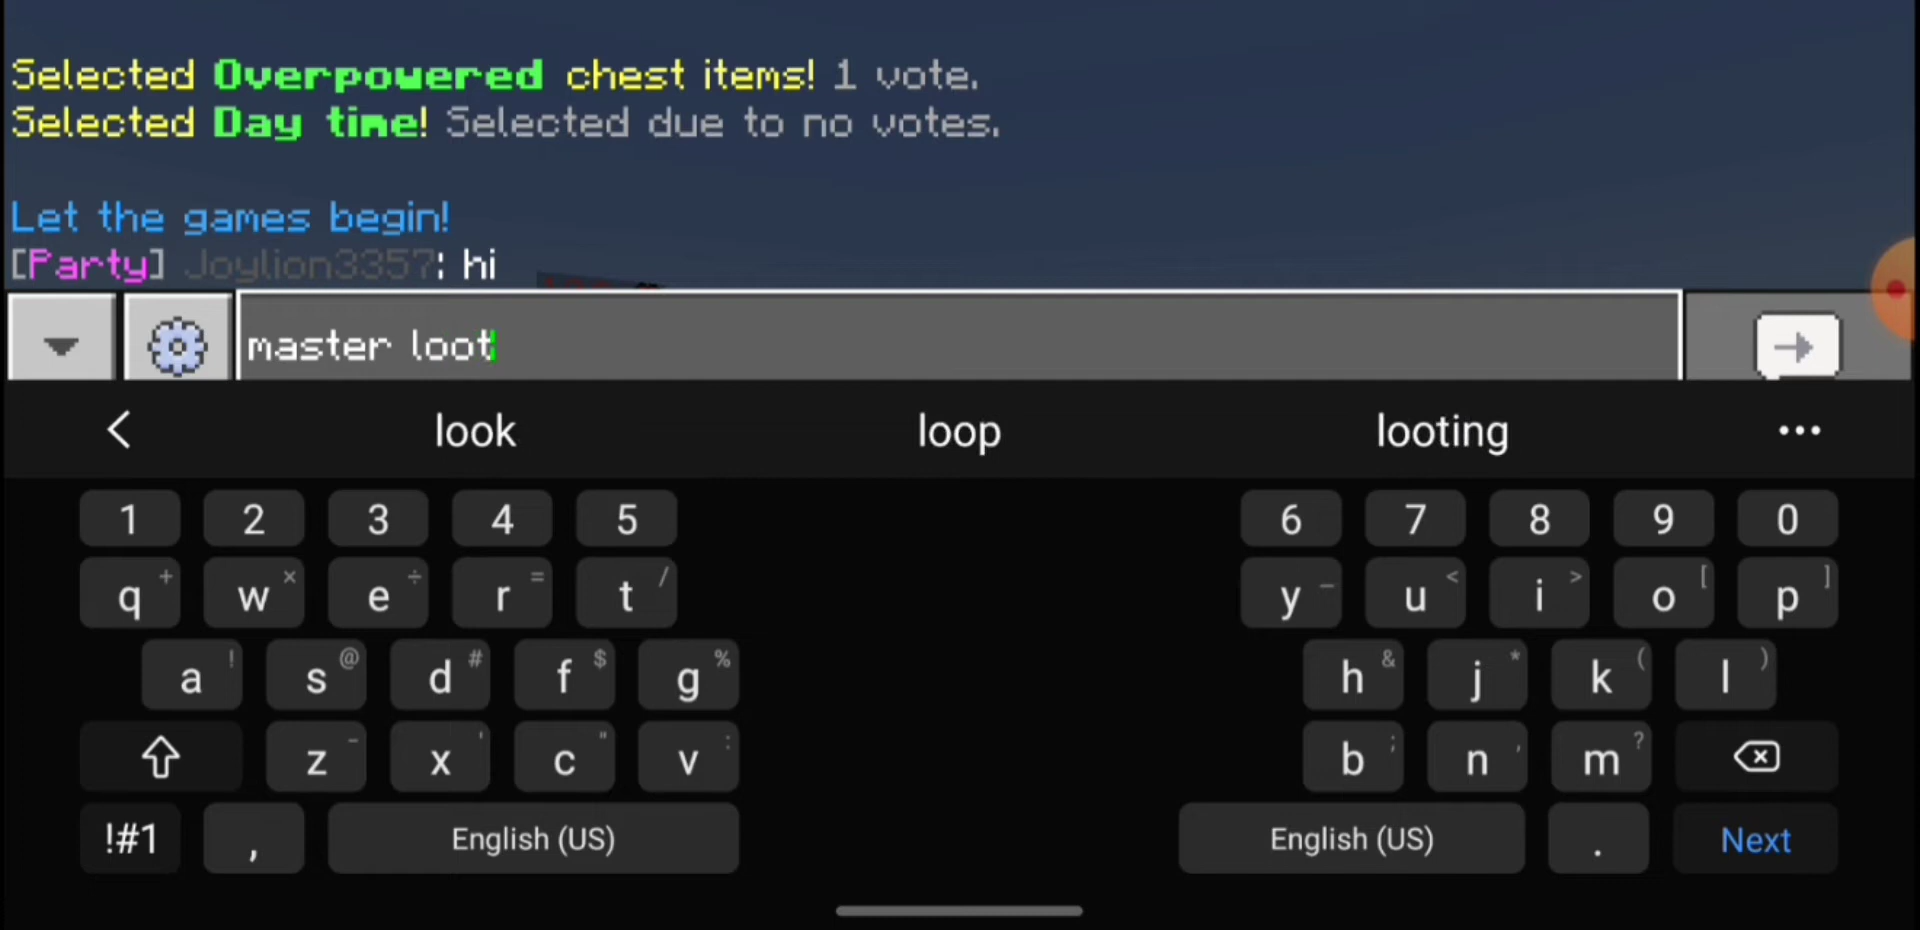 Selected Overpowered chest items! 1 vote.
Selected Day time! Selected due to no votes.
Let the games begin!
[Party] Joylion3357: hi
master loot
look loop looting ...
1 2 3 4 5 6 7 8 9 0
q + w × e ÷ r = t / y _ u < i > o [ p ]
a ! s @ d # f $ g % h & j * k ( l )
z - x ' c " v : b ; n , m ?
!#1 , English (US) English (US) . Next